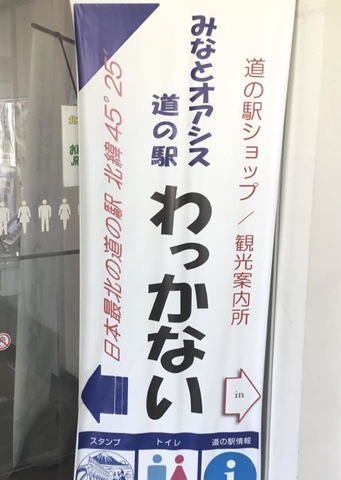 道の駅ショップ／観光案内所
みなとオアシス
道の駅
わっかない
日本最北の道の駅 北緯45°25′
in
スタンプ
トイレ
道の駅情報